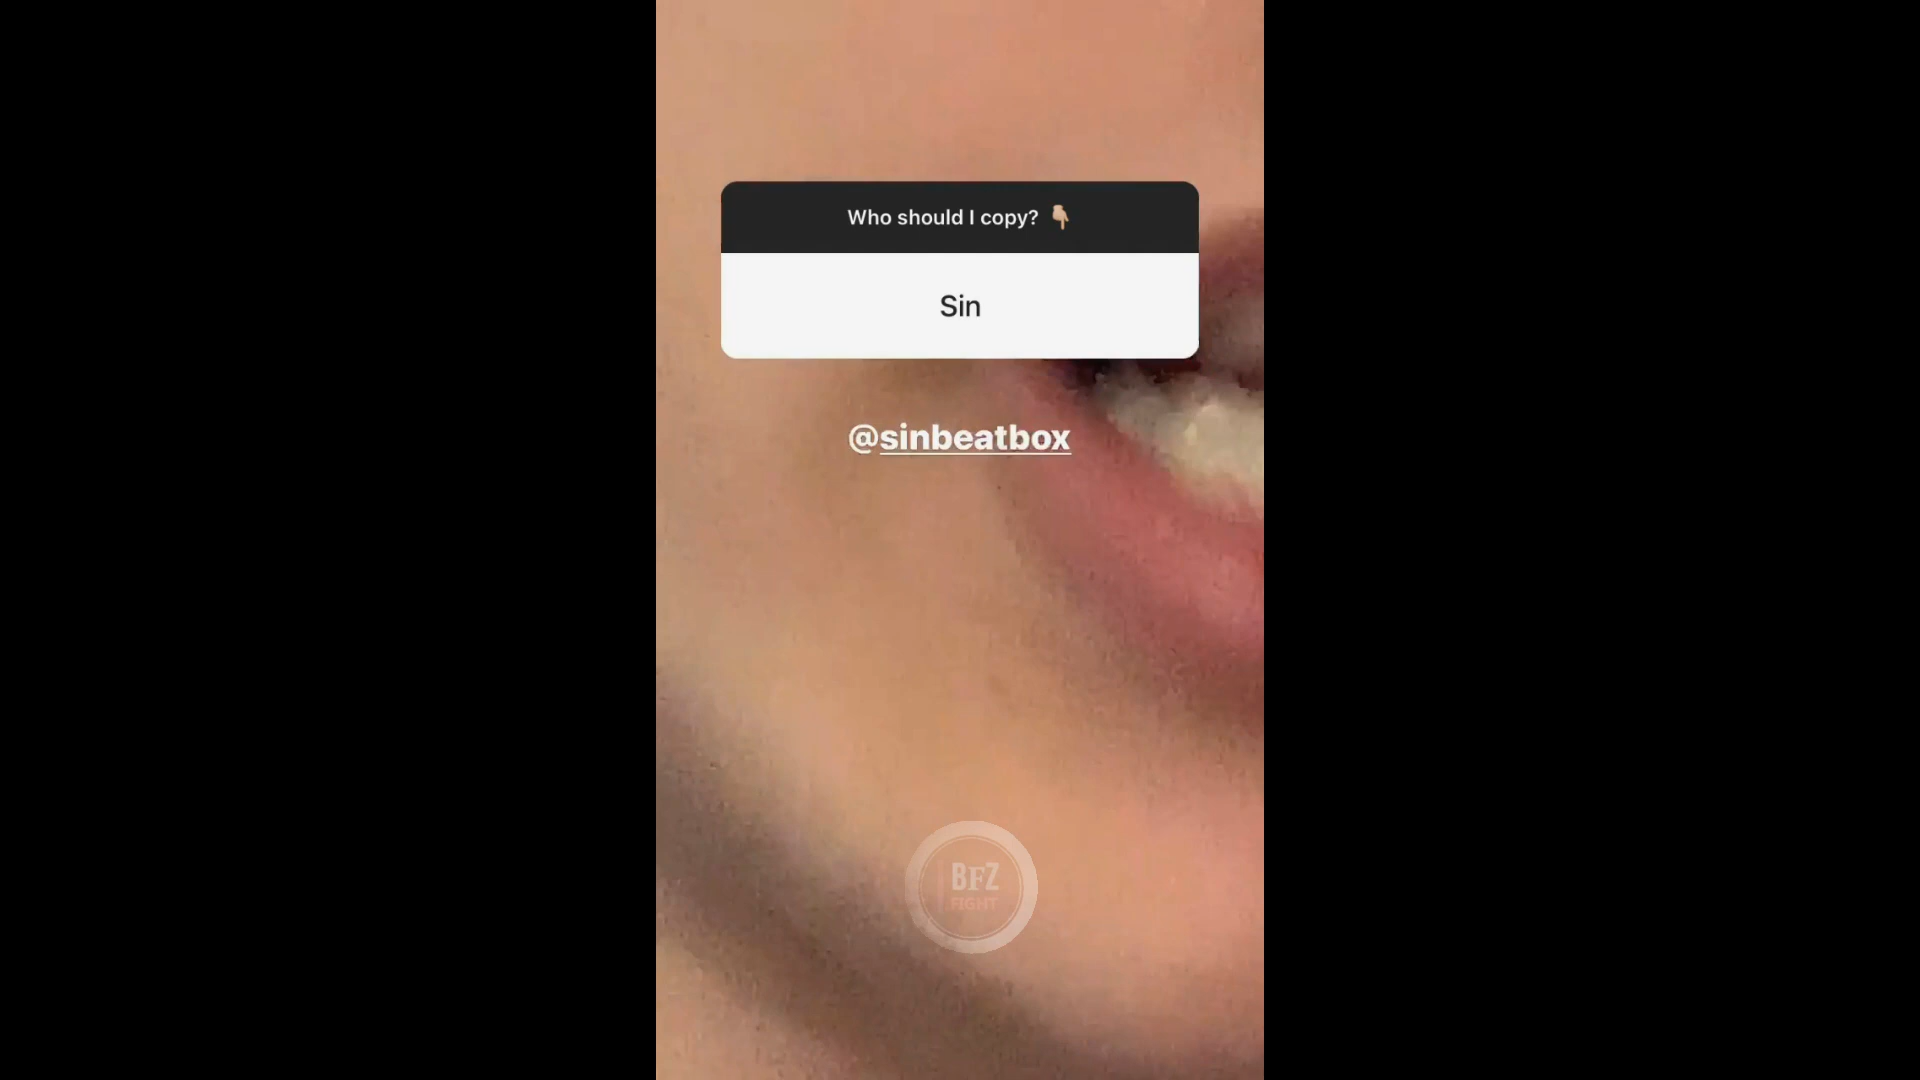 Who should I copy? 👇🏼
Sin
@sinbeatbox
BFZ
FIGHT